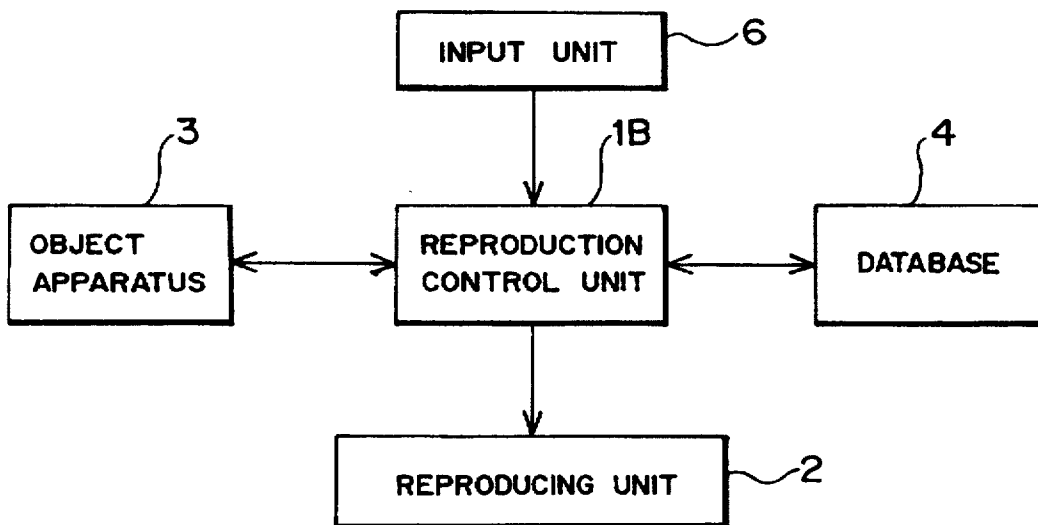 INPUT UNIT
6
3
1B
4
OBJECT
APPARATUS
REPRODUCTION
CONTROL UNIT
DATABASE
REPRODUCING UNIT
2